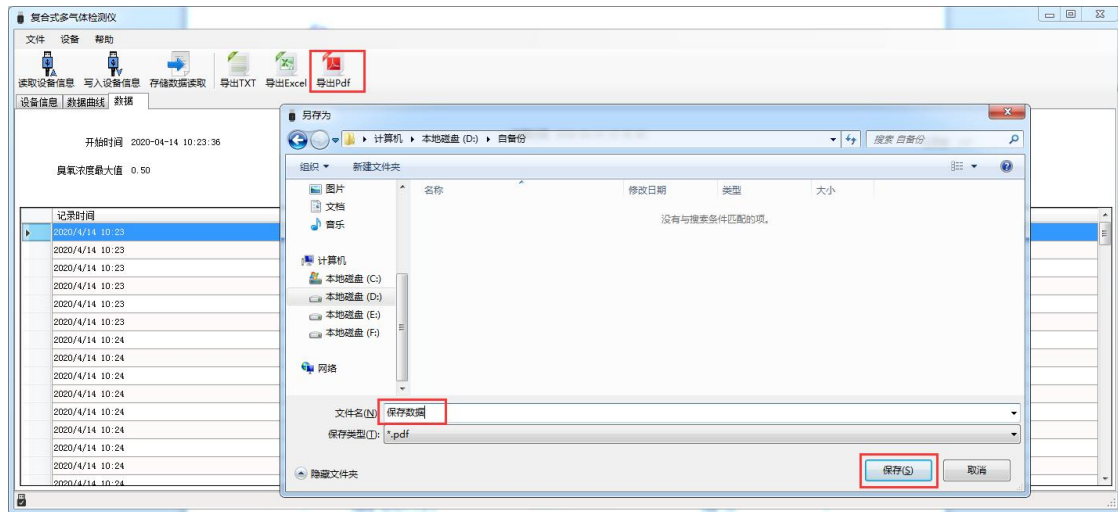 复合式多气体检测仪
文件 设备 帮助
读取设备信息 写入设备信息 存储数据读取 导出TXT 导出Excel 导出Pdf
设备信息 数据曲线 数据
开始时间 2020-04-14 10:23:36
臭氧浓度最大值 0.50
记录时间
2020/4/14 10:23
2020/4/14 10:23
2020/4/14 10:23
2020/4/14 10:23
2020/4/14 10:23
2020/4/14 10:23
2020/4/14 10:24
2020/4/14 10:24
2020/4/14 10:24
2020/4/14 10:24
2020/4/14 10:24
2020/4/14 10:24
2020/4/14 10:24
2020/4/14 10:24
2020/4/14 10:24
另存为
计算机 本地磁盘 (D:) 自备份
搜索 自备份
组织 新建文件夹
名称 修改日期 类型 大小
没有与搜索条件匹配的项。
图片
文档
音乐
计算机
本地磁盘 (C:)
本地磁盘 (D:)
本地磁盘 (E:)
本地磁盘 (F:)
网络
文件名(N): 保存数据
保存类型(T): *.pdf
隐藏文件夹
保存(S) 取消